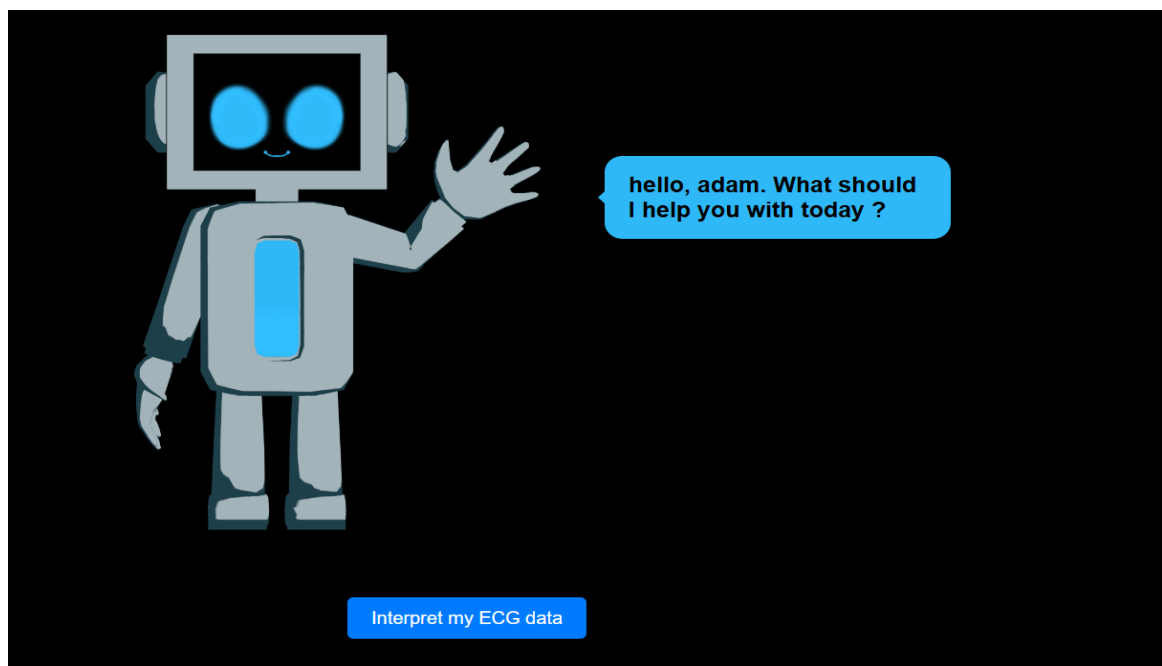 hello, adam. What should
I help you with today ?
Interpret my ECG data